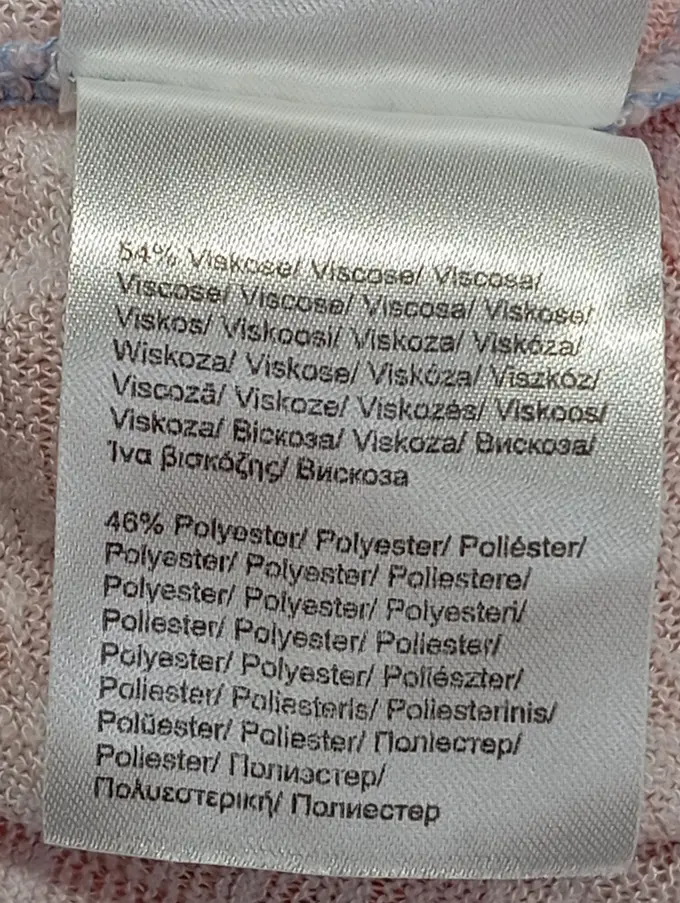 54% Viskose/ Viscose/ Viscosa/
Viscose/ Viscose/ Viscosa/ Viskose/
Viskos/ Viskoosi/ Viskoza/ Viskóza/
Wiskoza/ Viskose/ Viskóza/ Viszkóz/
Viscoză/ Viskoze/ Viskozės/ Viskoos/
Viskoza/ Віскоза/ Viskoza/ Вискоза/
Ίνα βισκόζης/ Вискоза
46% Polyester/ Polyester/ Poliéster/
Polyester/ Polyester/ Poliestere/
Polyester/ Polyester/ Polyesteri/
Poliester/ Polyester/ Poliester/
Polyester/ Polyester/ Poliészter/
Poliester/ Poliesteris/ Poliesterinis/
Polüester/ Poliester/ Поліестер/
Poliester/ Полиэстер/
Πολυεστερική/ Полиестер